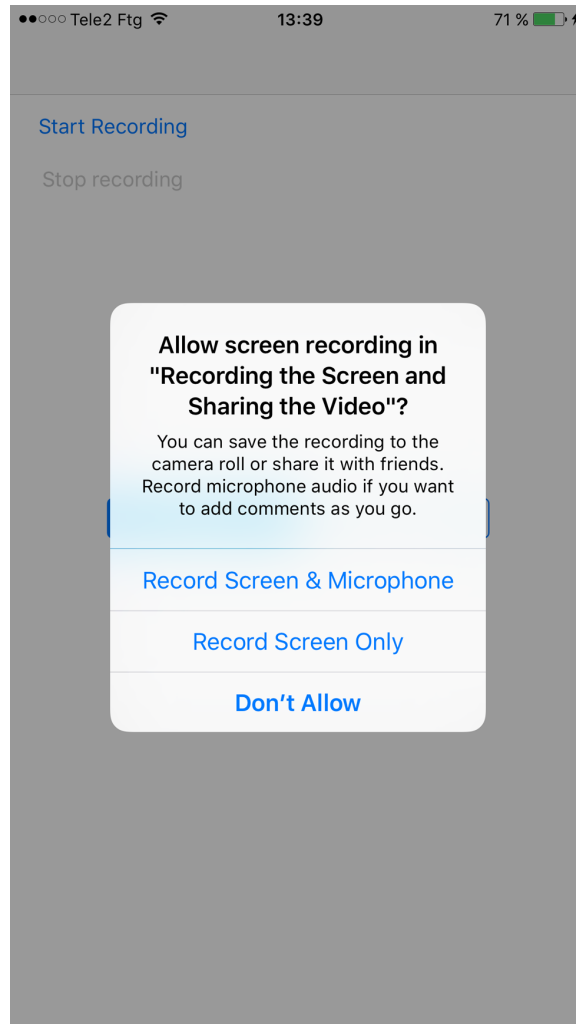 Tele2 Ftg 13:39 71 %
Start Recording
Stop recording
Allow screen recording in
"Recording the Screen and
Sharing the Video"?
You can save the recording to the
camera roll or share it with friends.
Record microphone audio if you want
to add comments as you go.
Record Screen & Microphone
Record Screen Only
Don’t Allow